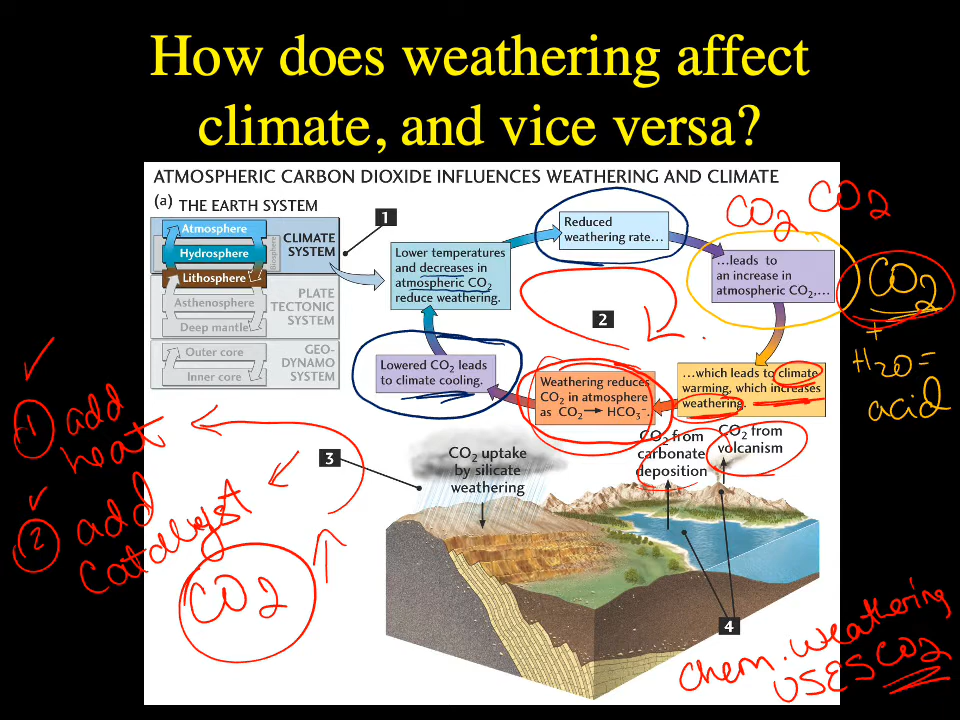 How does weathering affect
climate, and vice versa?
ATMOSPHERIC CARBON DIOXIDE INFLUENCES WEATHERING AND CLIMATE
(a) THE EARTH SYSTEM
Atmosphere
Hydrosphere
Biosphere
Lithosphere
Asthenosphere
Deep mantle
Outer core
Inner core
CLIMATE
SYSTEM
PLATE
TECTONIC
SYSTEM
GEO-
DYNAMO
SYSTEM
1
Lower temperatures
and decreases in
atmospheric CO₂
reduce weathering.
Reduced
weathering rate…
CO2 CO2
…leads to
an increase in
atmospheric CO₂,…
CO2
+
H2O =
acid
2
Lowered CO₂ leads
to climate cooling.
Weathering reduces
CO₂ in atmosphere
as CO₂ → HCO₃⁻.
…which leads to climate
warming, which increases
weathering.
1 add
heat
2 add
catalyst
CO2
3
CO₂ uptake
by silicate
weathering
CO₂ from
carbonate
deposition
CO₂ from
volcanism
4
chem. weathering
USES CO2